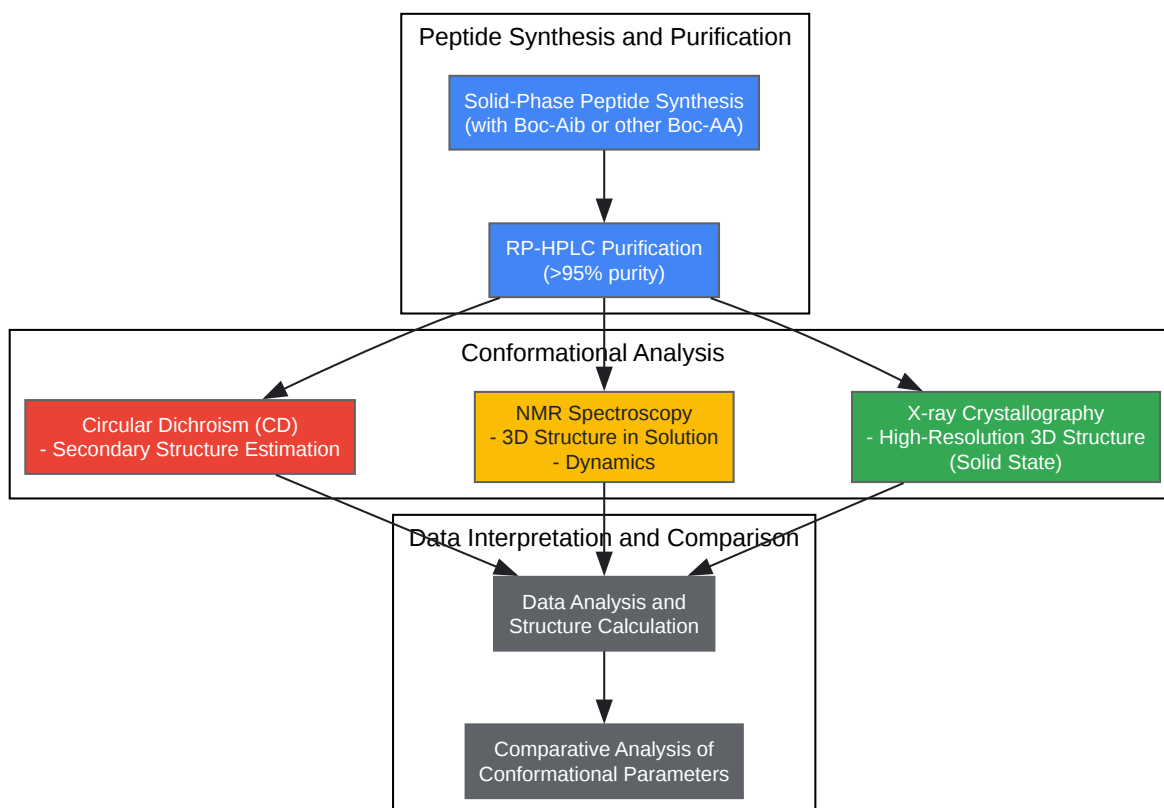 Peptide Synthesis and Purification
Solid-Phase Peptide Synthesis
(with Boc-Aib or other Boc-AA)
RP-HPLC Purification
(>95% purity)
Conformational Analysis
Circular Dichroism (CD)
- Secondary Structure Estimation
NMR Spectroscopy
- 3D Structure in Solution
- Dynamics
X-ray Crystallography
- High-Resolution 3D Structure
(Solid State)
Data Interpretation and Comparison
Data Analysis and
Structure Calculation
Comparative Analysis of
Conformational Parameters